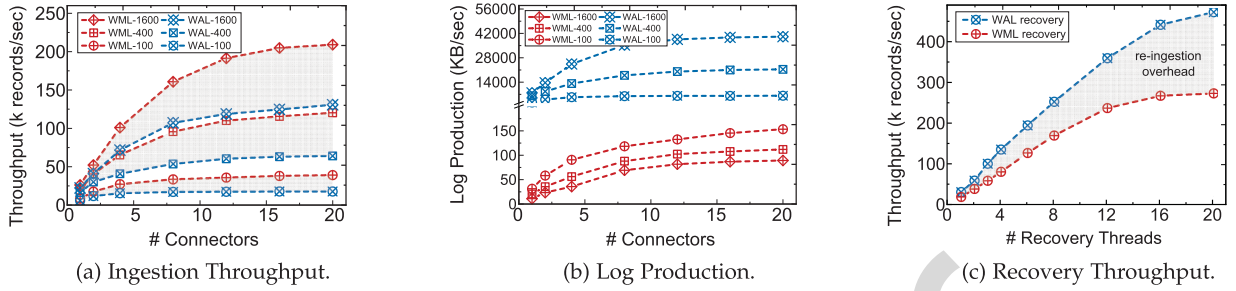 Throughput (k records/sec)
250
200
150
100
50
0
WML-1600 WAL-1600
WML-400 WAL-400
WML-100 WAL-100
0 5 10 15 20
# Connectors
(a) Ingestion Throughput.
Log Production (KB/sec)
56000
42000
28000
14000
150
100
50
0
WML-1600 WAL-1600
WML-400 WAL-400
WML-100 WAL-100
0 5 10 15 20
# Connectors
(b) Log Production.
Throughput (k records/sec)
400
300
200
100
0
WAL recovery
WML recovery
re-ingestion
overhead
0 4 8 12 16 20
# Recovery Threads
(c) Recovery Throughput.